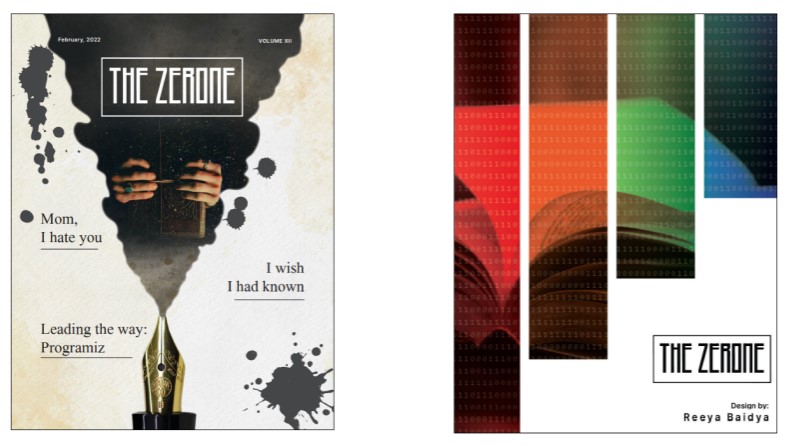 February, 2022
VOLUME XII
THE ZERONE
Mom,
I hate you
I wish
I had known
Leading the way:
Programiz
THE ZERONE
Design by:
Reeya Baidya